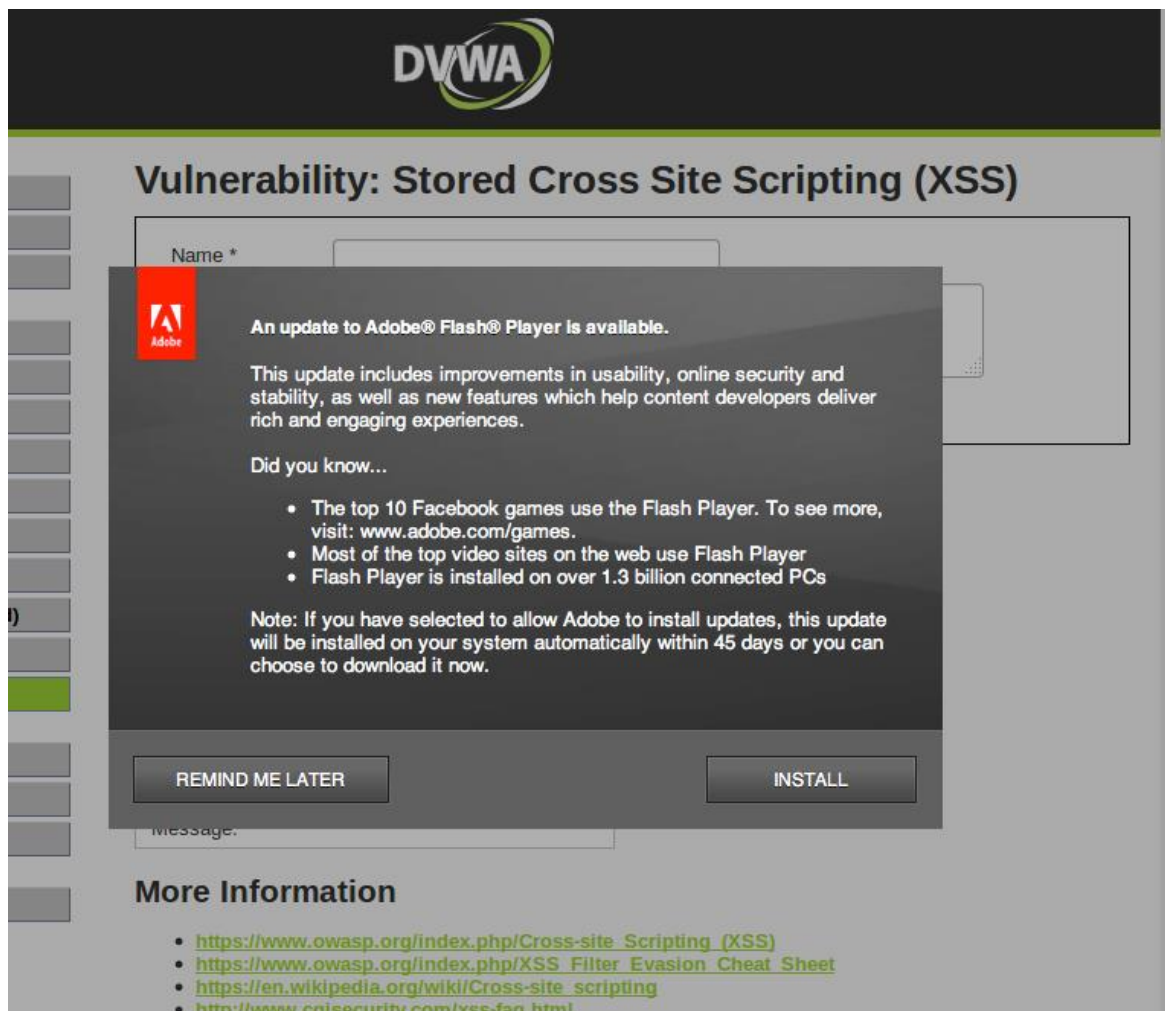 DVWA
Vulnerability: Stored Cross Site Scripting (XSS)
Name *
Adobe
An update to Adobe® Flash® Player is available.
This update includes improvements in usability, online security and
stability, as well as new features which help content developers deliver
rich and engaging experiences.
Did you know...
• The top 10 Facebook games use the Flash Player. To see more,
visit: www.adobe.com/games.
• Most of the top video sites on the web use Flash Player
• Flash Player is installed on over 1.3 billion connected PCs
Note: If you have selected to allow Adobe to install updates, this update
will be installed on your system automatically within 45 days or you can
choose to download it now.
REMIND ME LATER
INSTALL
Message:
More Information
• https://www.owasp.org/index.php/Cross-site_Scripting_(XSS)
• https://www.owasp.org/index.php/XSS_Filter_Evasion_Cheat_Sheet
• https://en.wikipedia.org/wiki/Cross-site_scripting
• http://www.cgisecurity.com/xss-faq.html